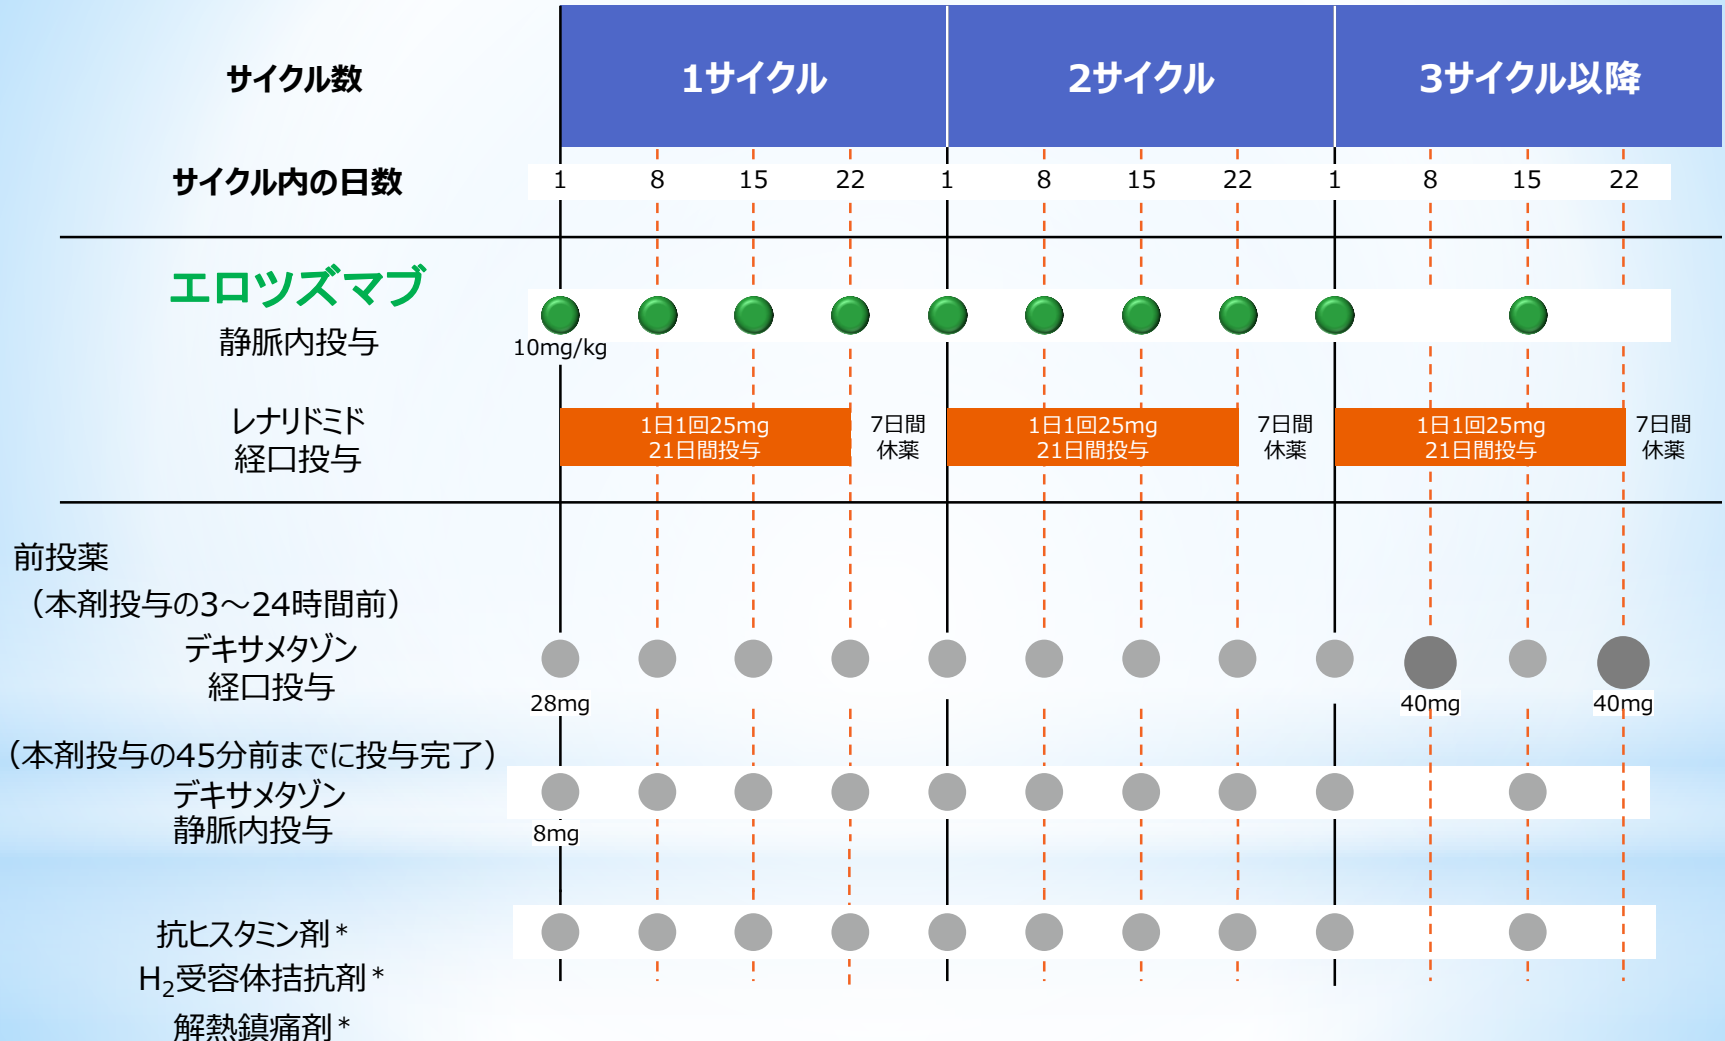 サイクル数 1サイクル 2サイクル 3サイクル以降
サイクル内の日数 1 8 15 22 1 8 15 22 1 8 15 22
エロツズマブ
静脈内投与
10mg/kg
レナリドミド
経口投与
1日1回25mg
21日間投与
7日間
休薬
1日1回25mg
21日間投与
7日間
休薬
1日1回25mg
21日間投与
7日間
休薬
前投薬
（本剤投与の3～24時間前）
デキサメタゾン
経口投与
28mg 40mg 40mg
（本剤投与の45分前までに投与完了）
デキサメタゾン
静脈内投与
8mg
抗ヒスタミン剤*
H₂受容体拮抗剤*
解熱鎮痛剤*